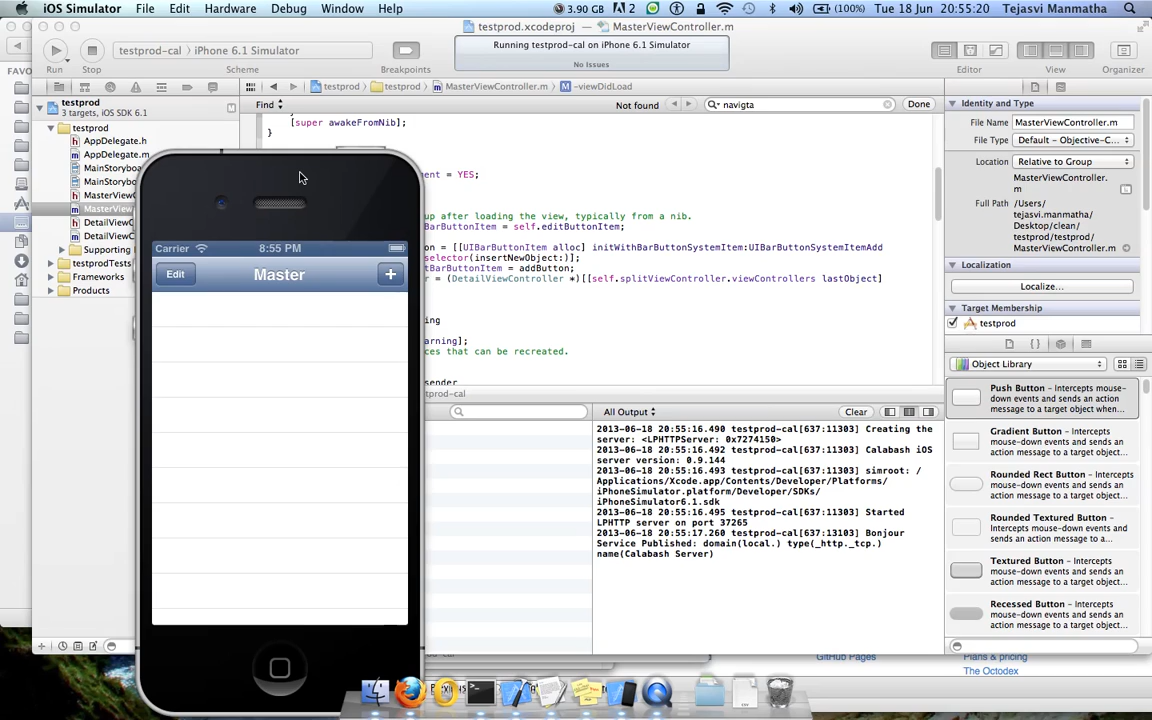 iOS Simulator File Edit Hardware Debug Window Help 3.90 GB 2 (100%) Tue 18 Jun 20:55:20 Tejasvi Manmatha
testprod.xcodeproj › MasterViewController.m
testprod-cal › iPhone 6.1 Simulator
Running testprod-cal on iPhone 6.1 Simulator
No Issues
Run Stop Scheme Breakpoints Editor View Organizer
FAVO
testprod
3 targets, iOS SDK 6.1
testprod
AppDelegate.h
AppDelegate.m
MainStoryboa
MainStoryboa
MasterViewC
MasterView
DetailViewC
DetailViewC
Supporting
testprodTests
Frameworks
Products
testprod testprod MasterViewController.m -viewDidLoad
Find Not found navigta Done
[super awakeFromNib];
}
ent = YES;
up after loading the view, typically from a nib.
rButtonItem = self.editButtonItem;
on = [[UIBarButtonItem alloc] initWithBarButtonSystemItem:UIBarButtonSystemItemAdd
selector(insertNewObject:)];
tBarButtonItem = addButton;
r = (DetailViewController *)[[self.splitViewController.viewControllers lastObject]
ing
arning];
ces that can be recreated.
sender
tprod-cal
Carrier 8:55 PM
Edit Master +
All Output Clear
2013-06-18 20:55:16.490 testprod-cal[637:11303] Creating the
server: <LPHTTPServer: 0x7274150>
2013-06-18 20:55:16.492 testprod-cal[637:11303] Calabash iOS
server version: 0.9.144
2013-06-18 20:55:16.493 testprod-cal[637:11303] simroot: /
Applications/Xcode.app/Contents/Developer/Platforms/
iPhoneSimulator.platform/Developer/SDKs/
iPhoneSimulator6.1.sdk
2013-06-18 20:55:16.495 testprod-cal[637:11303] Started
LPHTTP server on port 37265
2013-06-18 20:55:17.260 testprod-cal[637:13103] Bonjour
Service Published: domain(local.) type(_http._tcp.)
name(Calabash Server)
Identity and Type
File Name MasterViewController.m
File Type Default - Objective-C...
Location Relative to Group
MasterViewController.
m
Full Path /Users/
tejasvi.manmatha/
Desktop/clean/
testprod/testprod/
MasterViewController.m
Localization
Localize...
Target Membership
testprod
Object Library
Push Button - Intercepts mouse-
down events and sends an action
message to a target object when...
Gradient Button - Intercepts
mouse-down events and sends an
action message to a target object...
Rounded Rect Button - Intercepts
mouse-down events and sends an
action message to a target object...
Rounded Textured Button -
Intercepts mouse-down events and
sends an action message to a...
Textured Button - Intercepts
mouse-down events and sends an
action message to a target object...
Recessed Button - Intercepts
mouse-down events and sends an
action message to a target object...
GitHub Pages
Plans & pricing
The Octodex